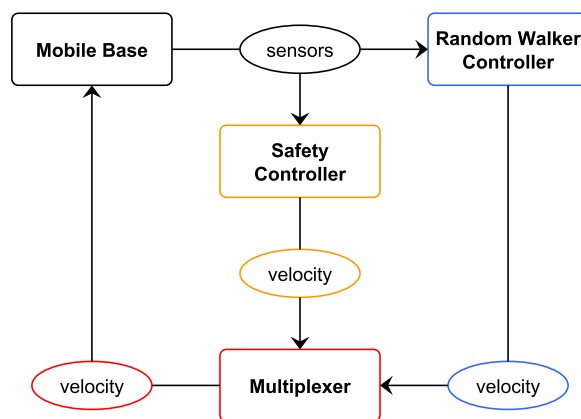 Mobile Base
sensors
Random Walker
Controller
Safety
Controller
velocity
velocity
Multiplexer
velocity